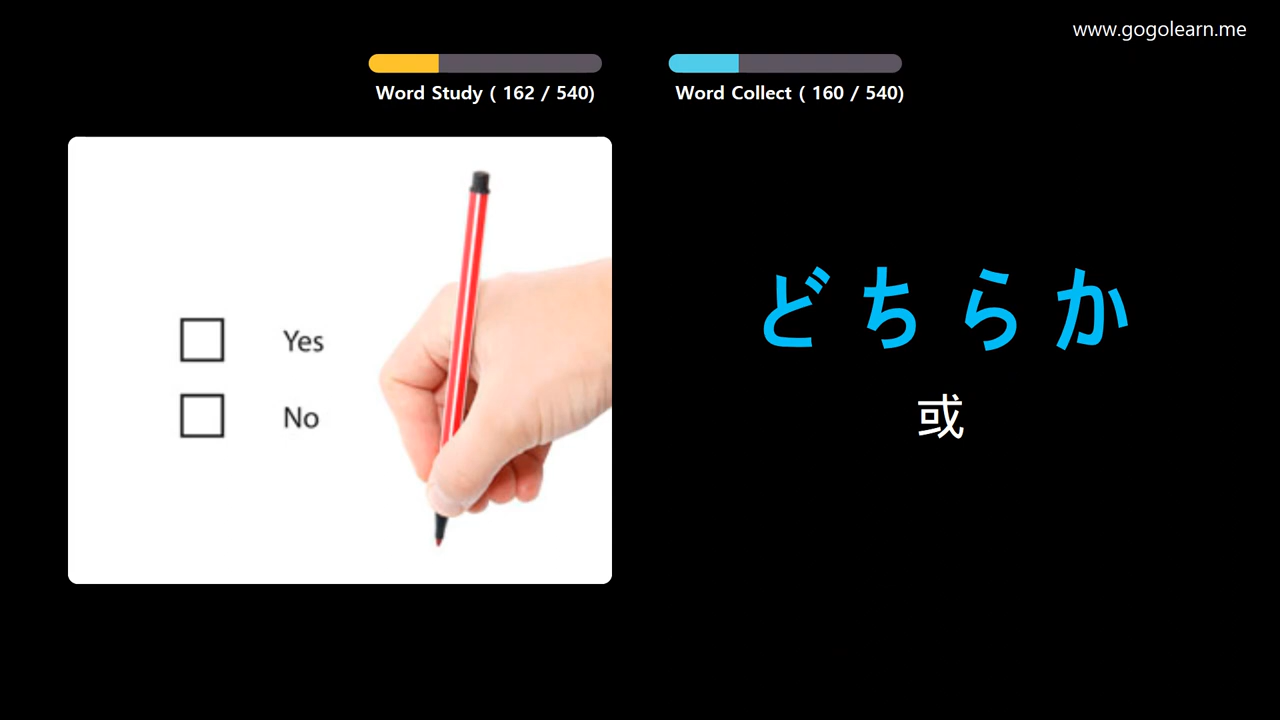 www.gogolearn.me
Word Study ( 162 / 540)
Word Collect ( 160 / 540)
Yes
No
どちらか
或